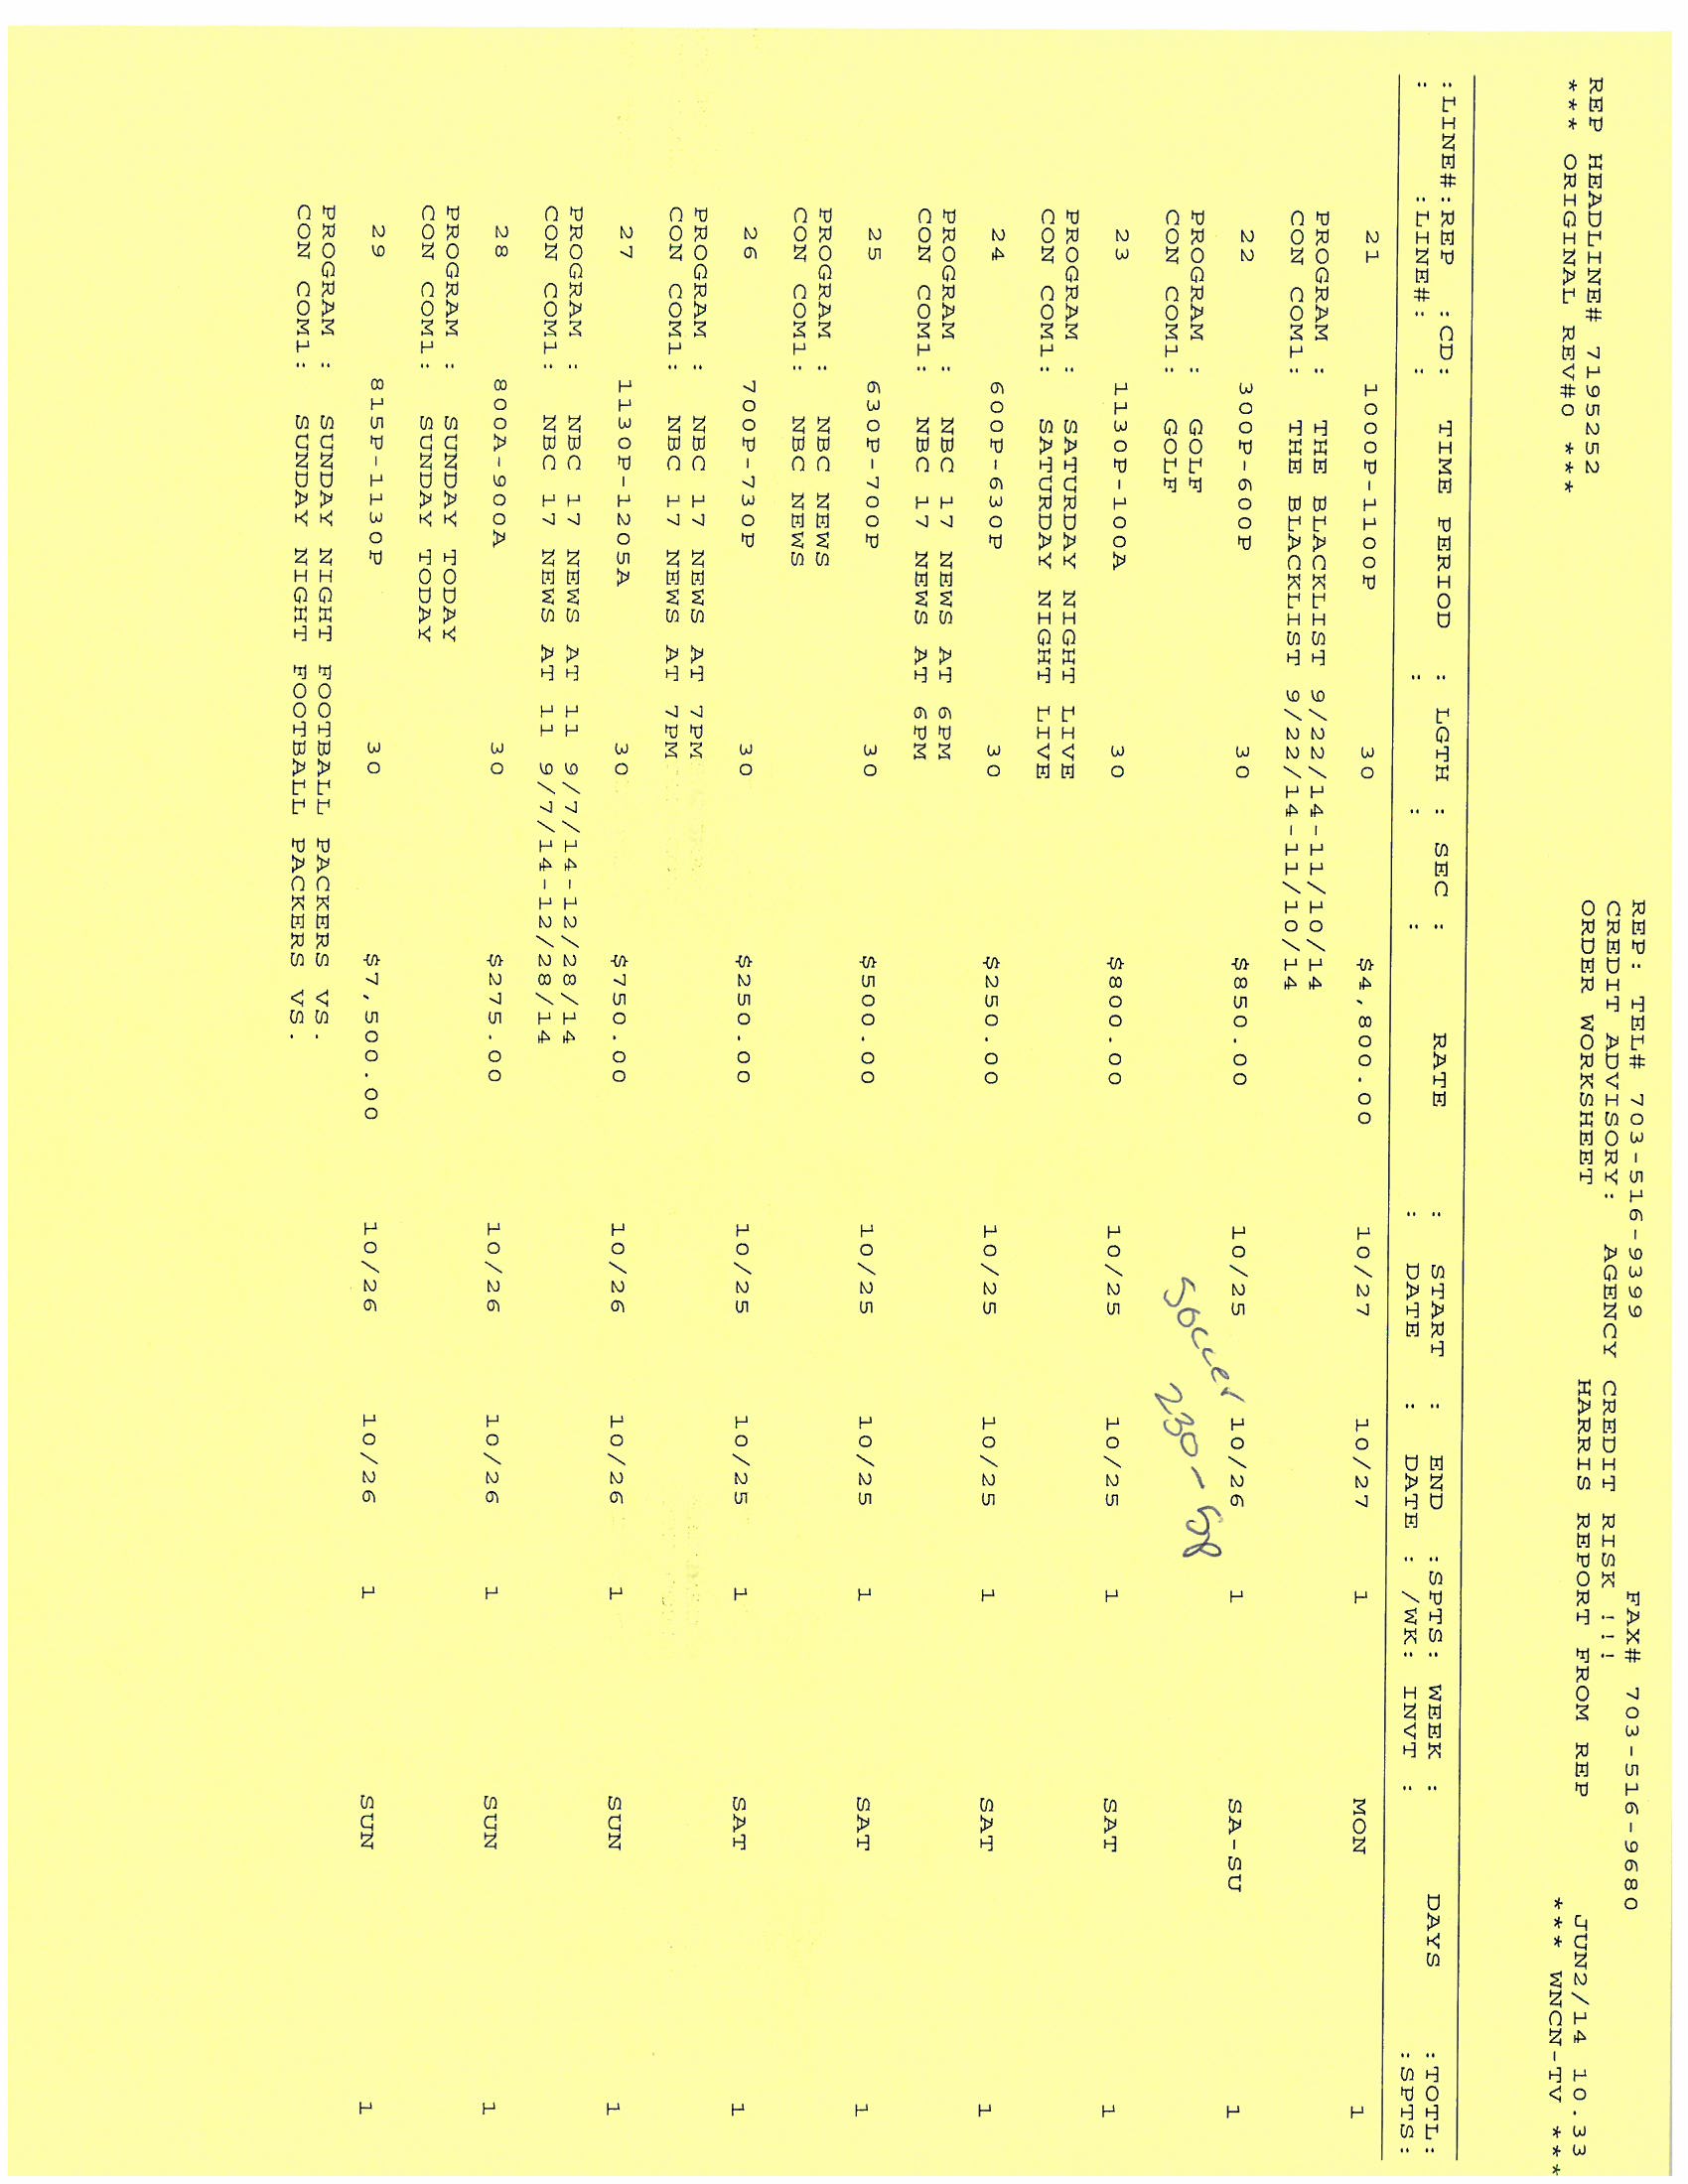 REP: TEL# 703-516-9399 FAX# 703-516-9680
CREDIT ADVISORY: AGENCY CREDIT RISK !!!
REP HEADLINE# 7195252 ORDER WORKSHEET HARRIS REPORT FROM REP JUN2/14 10.33
*** ORIGINAL REV#0 *** *** WNCN-TV ***
:LINE#:REP :CD: TIME PERIOD : LGTH : SEC : RATE : START : END :SPTS: WEEK : DAYS :TOTL:
: :LINE#: : : : : : DATE : DATE : /WK: INVT : :SPTS:
21 1000P-1100P 30 $4,800.00 10/27 10/27 1 MON 1
PROGRAM : THE BLACKLIST 9/22/14-11/10/14
CON COM1: THE BLACKLIST 9/22/14-11/10/14
22 300P-600P 30 $850.00 10/25 10/26 1 SA-SU 1
PROGRAM : GOLF
CON COM1: GOLF
Soccer 230-5P
23 1130P-100A 30 $800.00 10/25 10/25 1 SAT 1
PROGRAM : SATURDAY NIGHT LIVE
CON COM1: SATURDAY NIGHT LIVE
24 600P-630P 30 $250.00 10/25 10/25 1 SAT 1
PROGRAM : NBC 17 NEWS AT 6PM
CON COM1: NBC 17 NEWS AT 6PM
25 630P-700P 30 $500.00 10/25 10/25 1 SAT 1
PROGRAM : NBC NEWS
CON COM1: NBC NEWS
26 700P-730P 30 $250.00 10/25 10/25 1 SAT 1
PROGRAM : NBC 17 NEWS AT 7PM
CON COM1: NBC 17 NEWS AT 7PM
27 1130P-1205A 30 $750.00 10/26 10/26 1 SUN 1
PROGRAM : NBC 17 NEWS AT 11 9/7/14-12/28/14
CON COM1: NBC 17 NEWS AT 11 9/7/14-12/28/14
28 800A-900A 30 $275.00 10/26 10/26 1 SUN 1
PROGRAM : SUNDAY TODAY
CON COM1: SUNDAY TODAY
29 815P-1130P 30 $7,500.00 10/26 10/26 1 SUN 1
PROGRAM : SUNDAY NIGHT FOOTBALL PACKERS VS.
CON COM1: SUNDAY NIGHT FOOTBALL PACKERS VS.